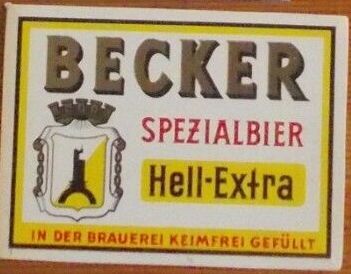 BECKER
SPEZIALBIER
Hell-Extra
IN DER BRAUEREI KEIMFREI GEFÜLLT